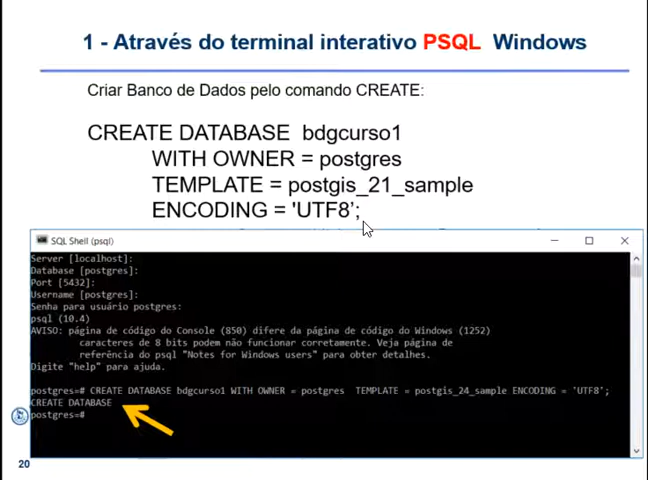 1 - Através do terminal interativo PSQL Windows
Criar Banco de Dados pelo comando CREATE:
CREATE DATABASE bdgcurso1
WITH OWNER = postgres
TEMPLATE = postgis_21_sample
ENCODING = 'UTF8';
SQL Shell (psql)
Server [localhost]:
Database [postgres]:
Port [5432]:
Username [postgres]:
Senha para usuário postgres:
psql (10.4)
AVISO: página de código do Console (850) difere da página de código do Windows (1252)
caracteres de 8 bits podem não funcionar corretamente. Veja página de
referência do psql "Notes for Windows users" para obter detalhes.
Digite "help" para ajuda.
postgres=# CREATE DATABASE bdgcurso1 WITH OWNER = postgres TEMPLATE = postgis_24_sample ENCODING = 'UTF8';
CREATE DATABASE
postgres=#
20